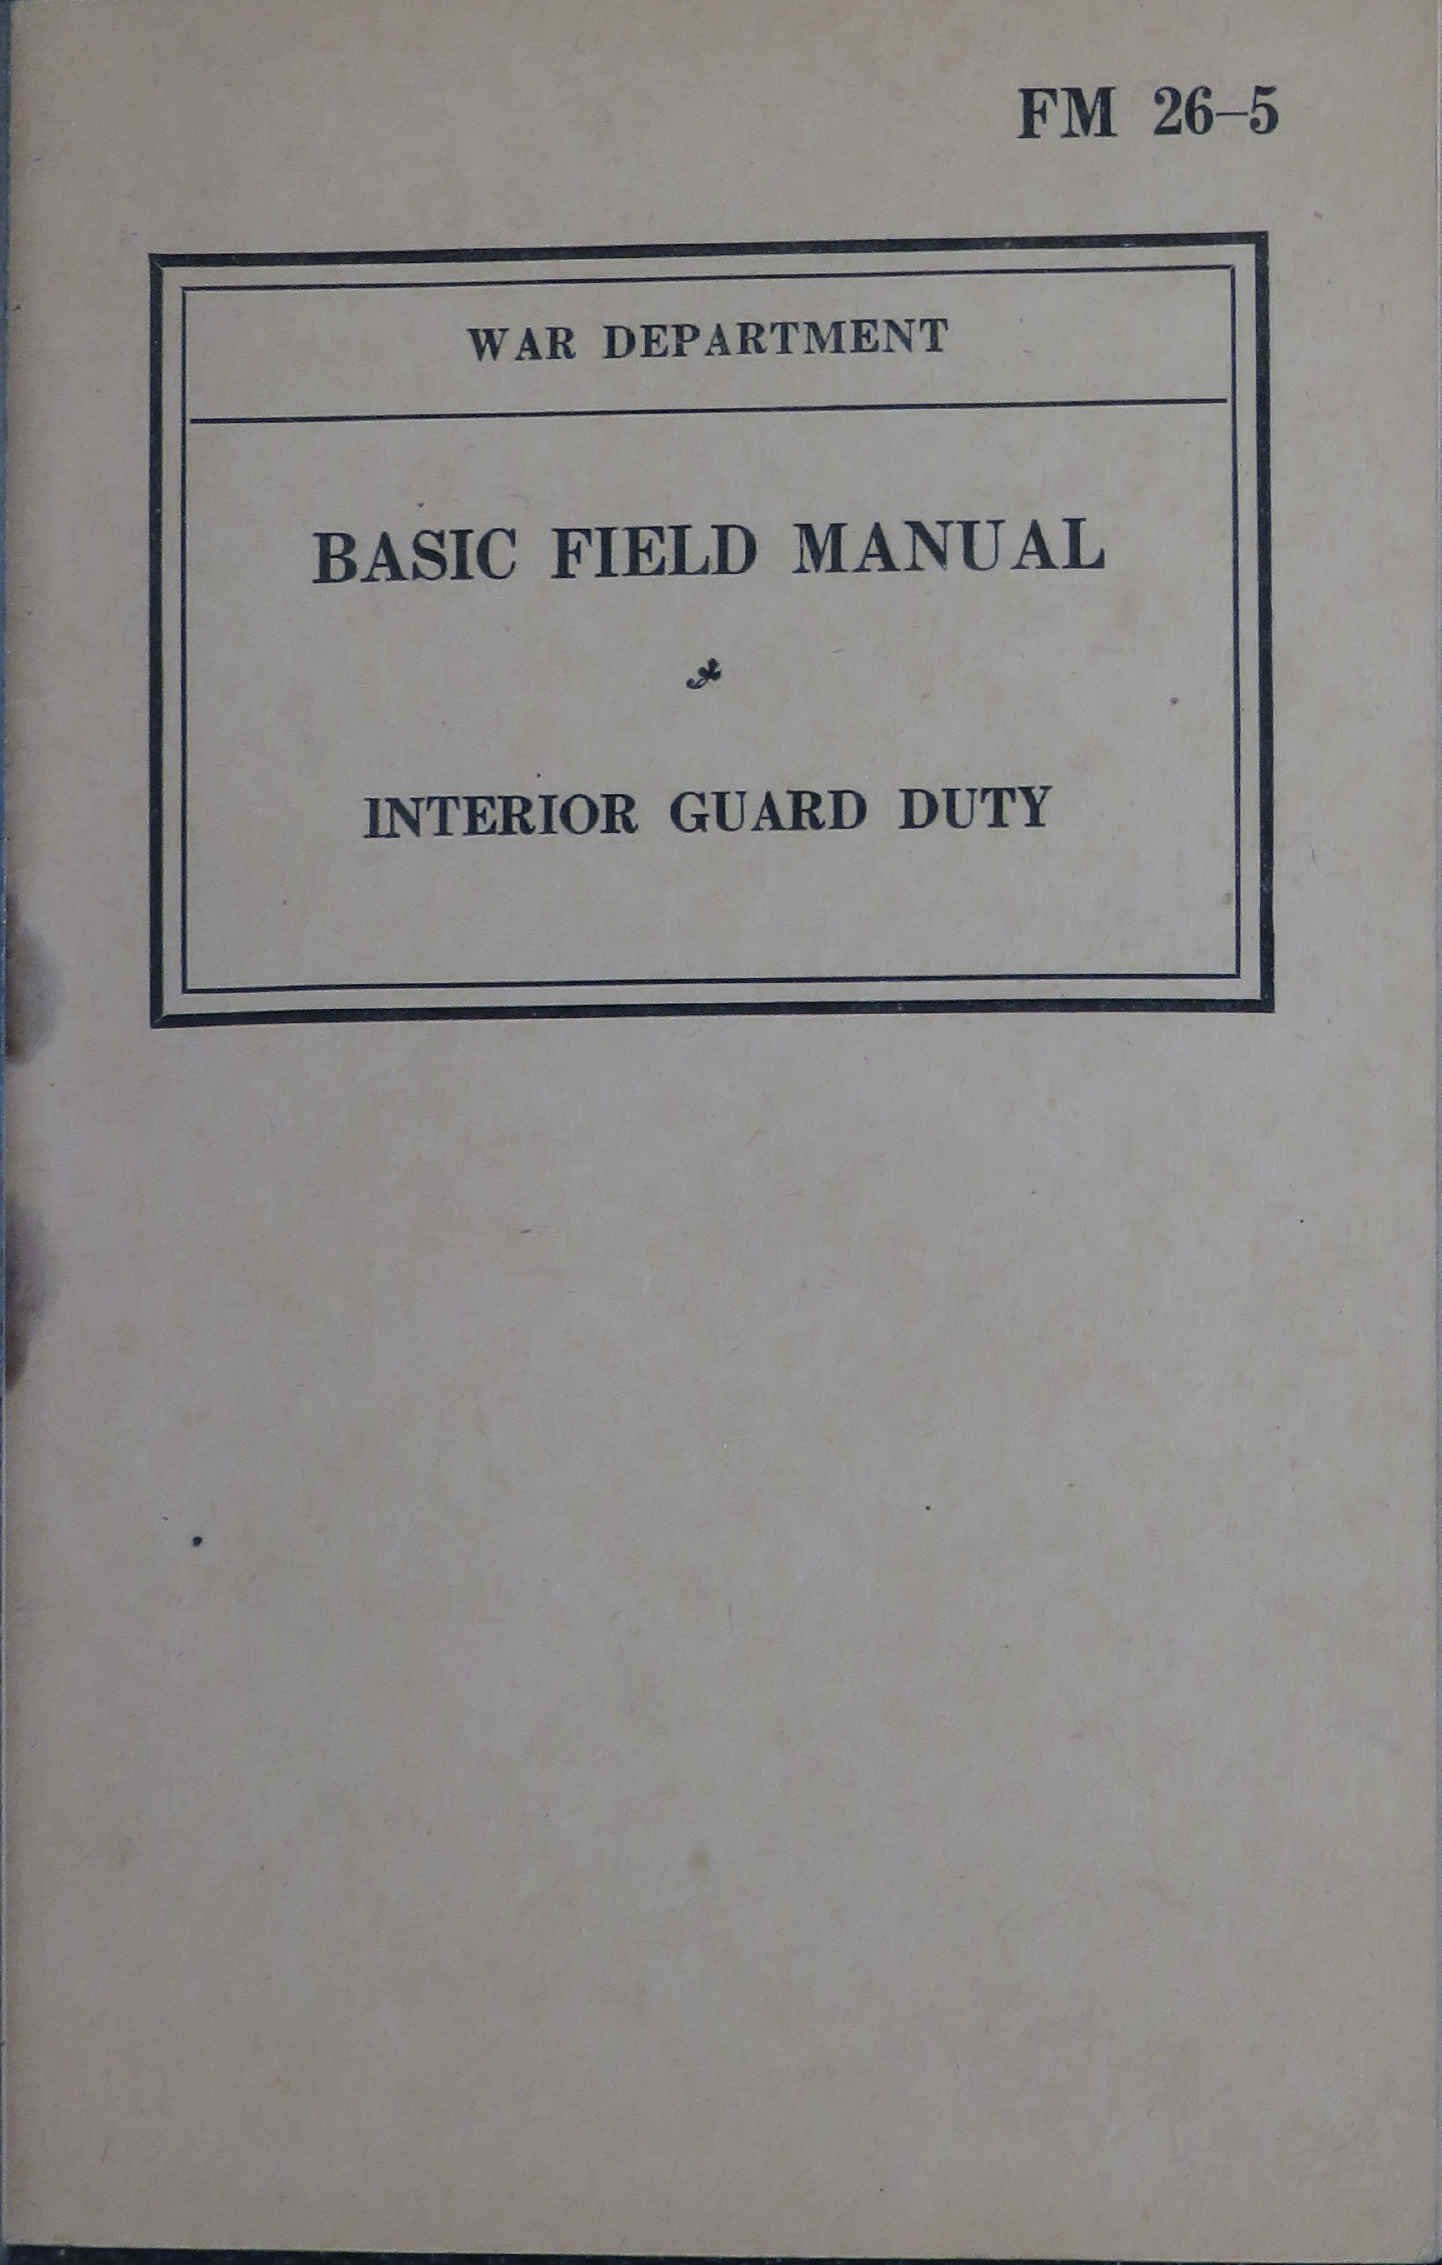 FM 26–5
WAR DEPARTMENT
BASIC FIELD MANUAL
INTERIOR GUARD DUTY